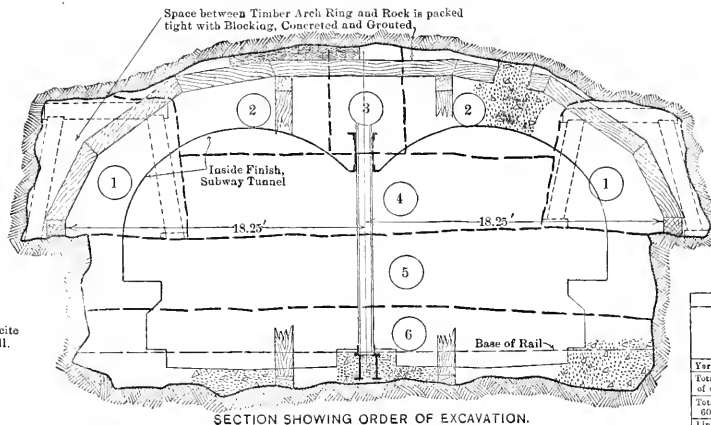 Space between Timber Arch Ring and Rock is packed
tight with Blocking, Concreted and Grouted
2
3
2
1
Inside Finish,
Subway Tunnel
1
4
18.25'
18.25'
5
6
Base of Rail
SECTION SHOWING ORDER OF EXCAVATION.